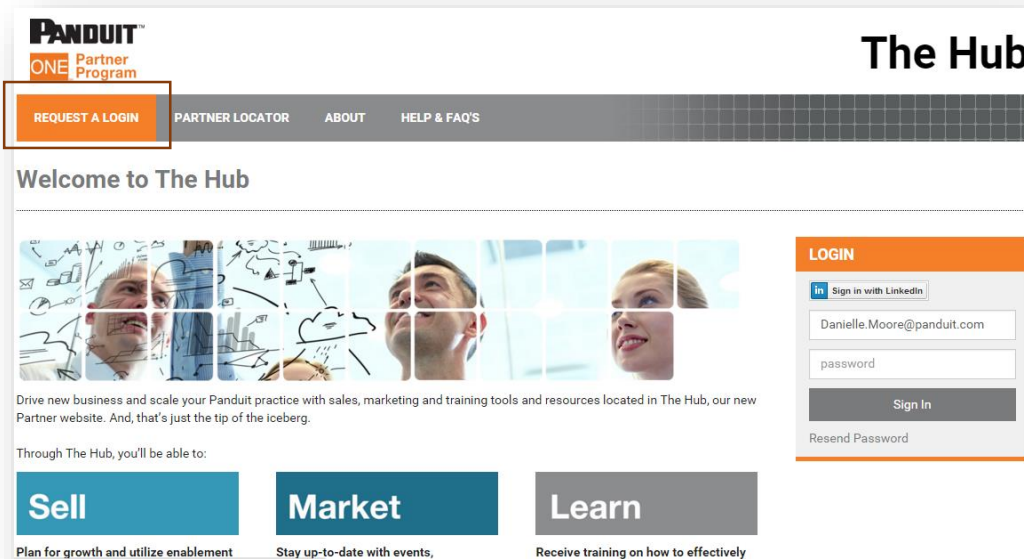 PANDUIT™
ONE Partner Program
The Hub
REQUEST A LOGIN
PARTNER LOCATOR
ABOUT
HELP & FAQ'S
Welcome to The Hub
LOGIN
in Sign in with LinkedIn
Danielle.Moore@panduit.com
password
Sign In
Resend Password
Drive new business and scale your Panduit practice with sales, marketing and training tools and resources located in The Hub, our new
Partner website. And, that's just the tip of the iceberg.
Through The Hub, you'll be able to:
Sell
Market
Learn
Plan for growth and utilize enablement
Stay up-to-date with events,
Receive training on how to effectively